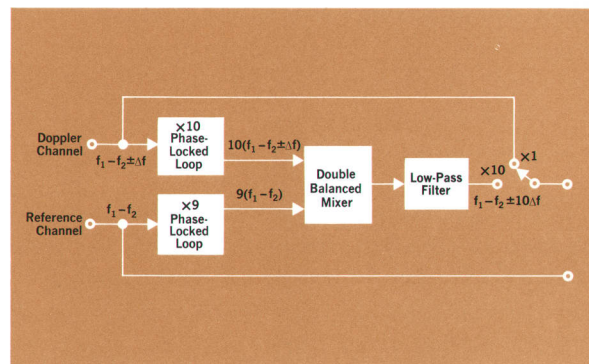 Doppler
Channel
f₁−f₂±Δf
×10
Phase-
Locked
Loop
10(f₁−f₂±Δf)
Reference
Channel
f₁−f₂
×9
Phase-
Locked
Loop
9(f₁−f₂)
Double
Balanced
Mixer
Low-Pass
Filter
×10
×1
f₁−f₂±10Δf